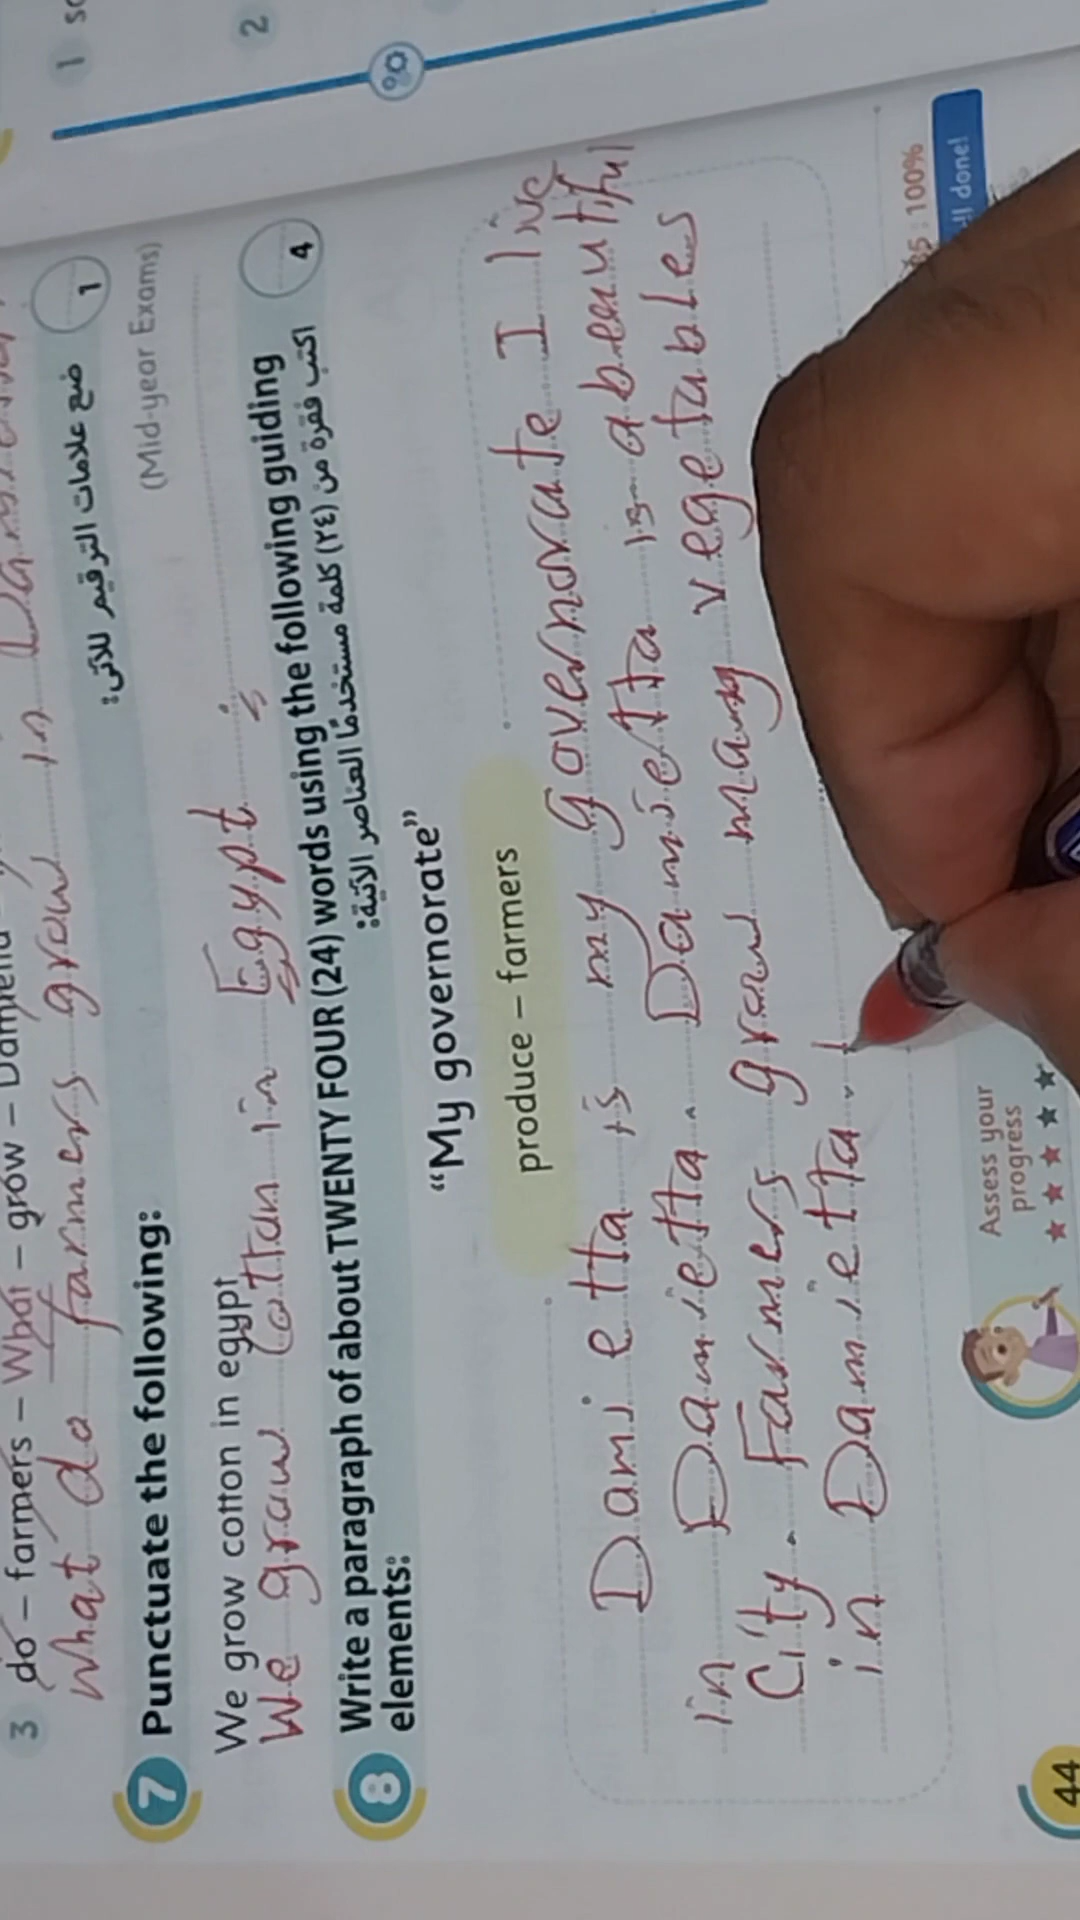 3 do – farmers – What – grow – Damietta
What do farmers grow in
7 Punctuate the following:
ضع علامات الترقيم للآتى:
1
(Mid-year Exams)
We grow cotton in egypt
We grow Cotton in Egypt.
8 Write a paragraph of about TWENTY FOUR (24) words using the following guiding
elements:
اكتب فقرة من (٢٤) كلمة مستخدمًا العناصر الآتية:
4
“My governorate”
produce – farmers
Damietta is my governorate I live
in Damietta. Damietta is a beautiful
City. Farmers grow many vegetables
in Damietta.
Assess your
progress
: 100%
done!
44
1
2